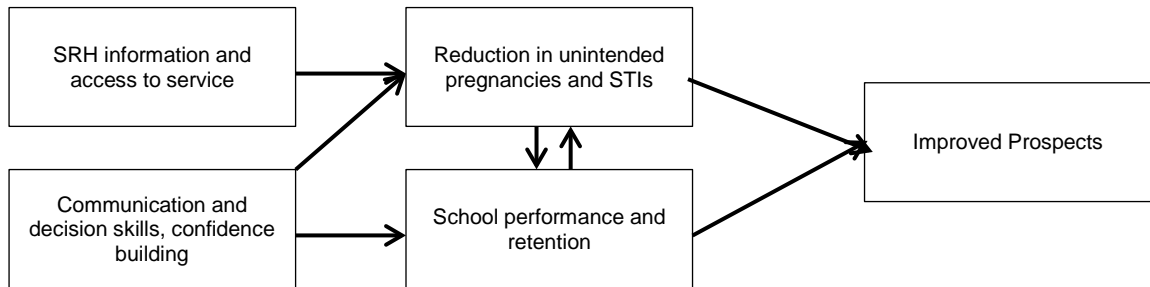 SRH information and
access to service
Reduction in unintended
pregnancies and STIs
Improved Prospects
Communication and
decision skills, confidence
building
School performance and
retention